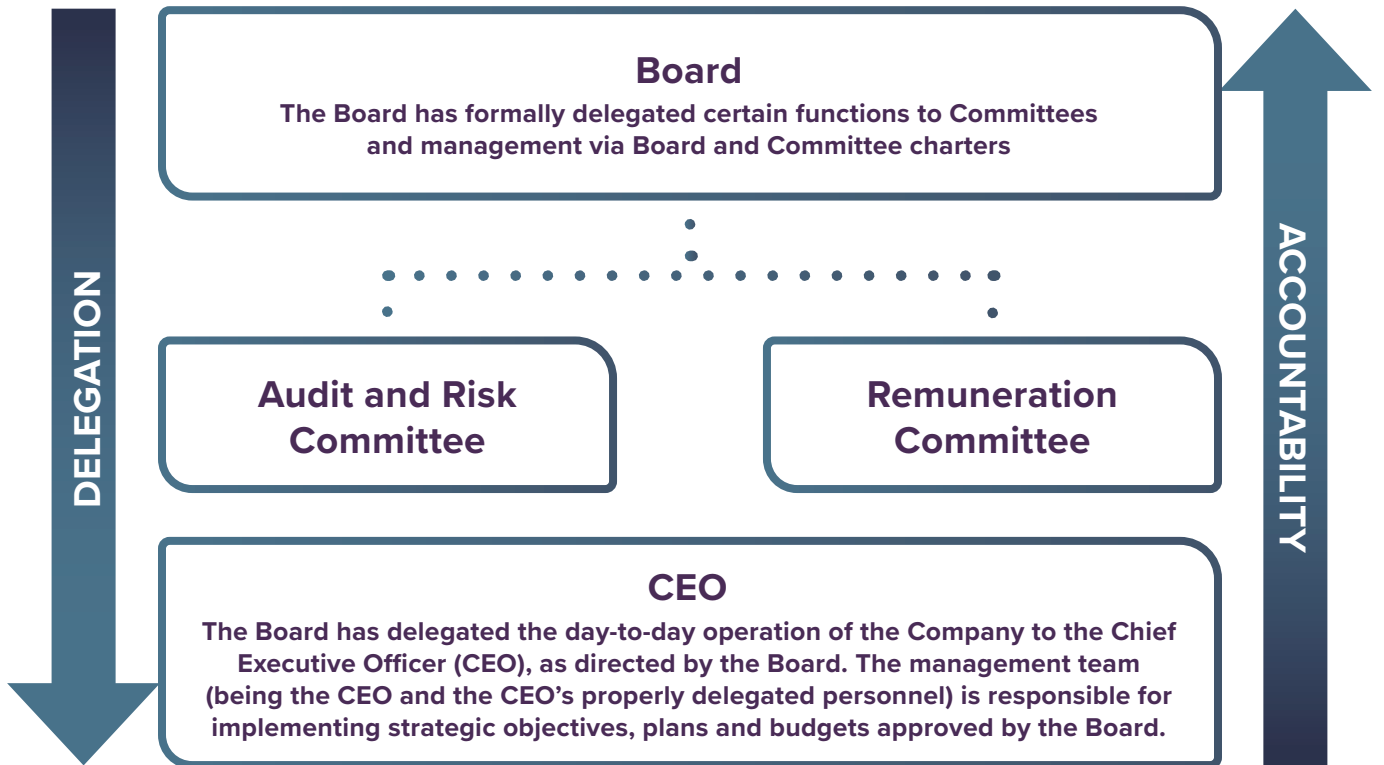 Board
The Board has formally delegated certain functions to Committees
and management via Board and Committee charters
DELEGATION
ACCOUNTABILITY
Audit and Risk
Committee
Remuneration
Committee
CEO
The Board has delegated the day-to-day operation of the Company to the Chief
Executive Officer (CEO), as directed by the Board. The management team
(being the CEO and the CEO’s properly delegated personnel) is responsible for
implementing strategic objectives, plans and budgets approved by the Board.